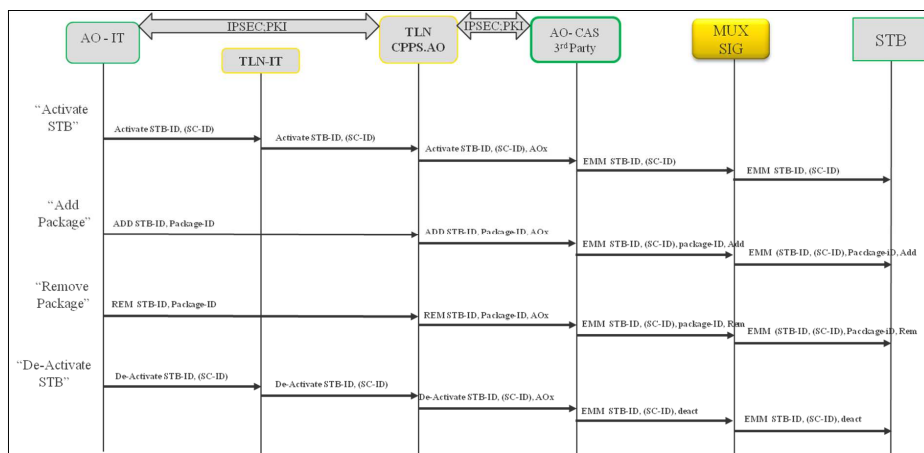 IPSEC;PKI
IPSEC;PKI
AO - IT
TLN
CPPS.AO
AO- CAS
3rd Party
MUX
SIG
STB
TLN-IT
“Activate
STB”
Activate STB-ID, (SC-ID)
Activate STB-ID, (SC-ID)
Activate STB-ID, (SC-ID), AOx
EMM STB-ID, (SC-ID)
EMM STB-ID, (SC-ID)
“Add
Package”
ADD STB-ID, Package-ID
ADD STB-ID, Package-ID, AOx
EMM STB-ID, (SC-ID), package-ID, Add
EMM (STB-ID, (SC-ID), Pacckage-iD, Add
“Remove
Package”
REM STB-ID, Package-ID
REM STB-ID, Package-ID, AOx
EMM STB-ID, (SC-ID), package-ID, Rem
EMM (STB-ID, (SC-ID), Pacckage-iD, Rem
“De-Activate
STB”
De-Activate STB-ID, (SC-ID)
De-Activate STB-ID, (SC-ID)
De-Activate STB-ID, (SC-ID), AOx
EMM STB-ID, (SC-ID), deact
EMM STB-ID, (SC-ID), deact